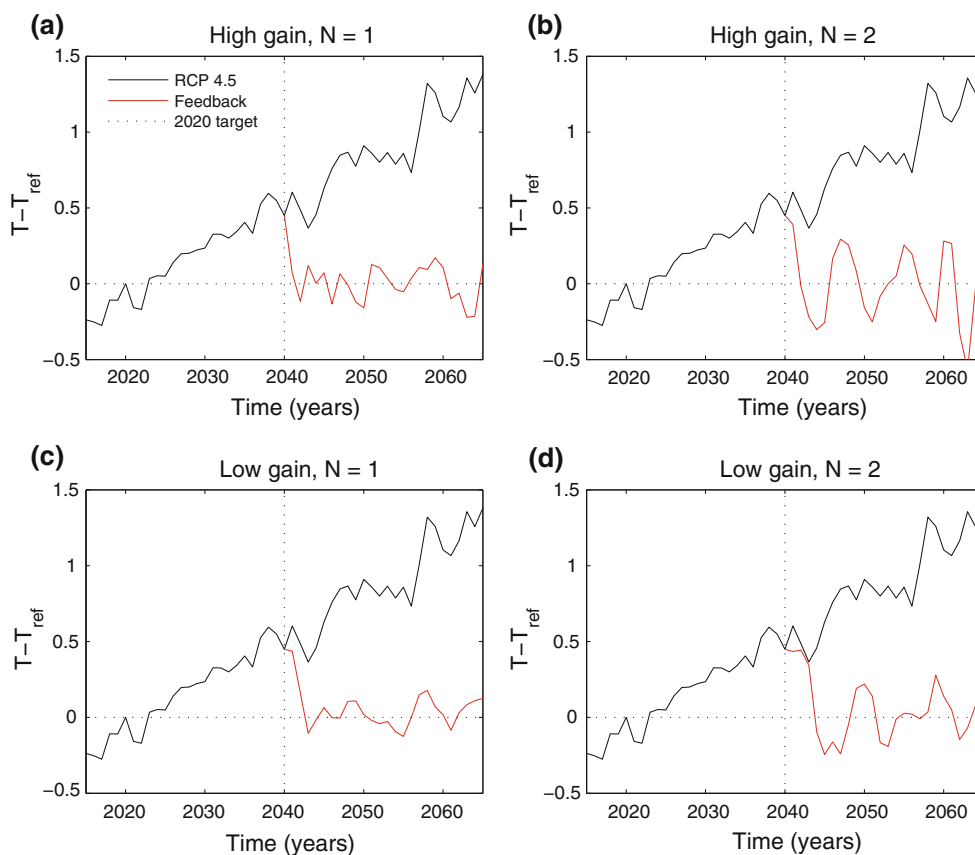 (a)
High gain, N = 1
1.5
1
0.5
0
−0.5
T−Tref
RCP 4.5
Feedback
2020 target
2020 2030 2040 2050 2060
Time (years)
(b)
High gain, N = 2
1.5
1
0.5
0
−0.5
T−Tref
2020 2030 2040 2050 2060
Time (years)
(c)
Low gain, N = 1
1.5
1
0.5
0
−0.5
T−Tref
2020 2030 2040 2050 2060
Time (years)
(d)
Low gain, N = 2
1.5
1
0.5
0
−0.5
T−Tref
2020 2030 2040 2050 2060
Time (years)